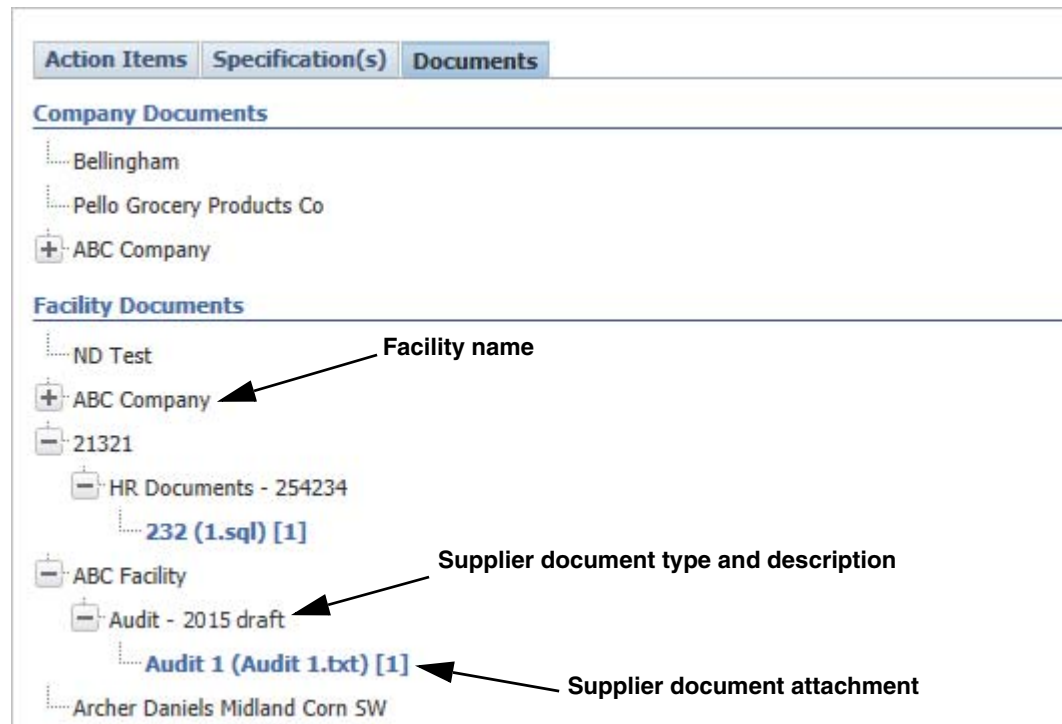 Action Items Specification(s) Documents
Company Documents
Bellingham
Pello Grocery Products Co
ABC Company
Facility Documents
ND Test
Facility name
ABC Company
21321
HR Documents - 254234
232 (1.sql) [1]
Supplier document type and description
ABC Facility
Audit - 2015 draft
Audit 1 (Audit 1.txt) [1]
Supplier document attachment
Archer Daniels Midland Corn SW